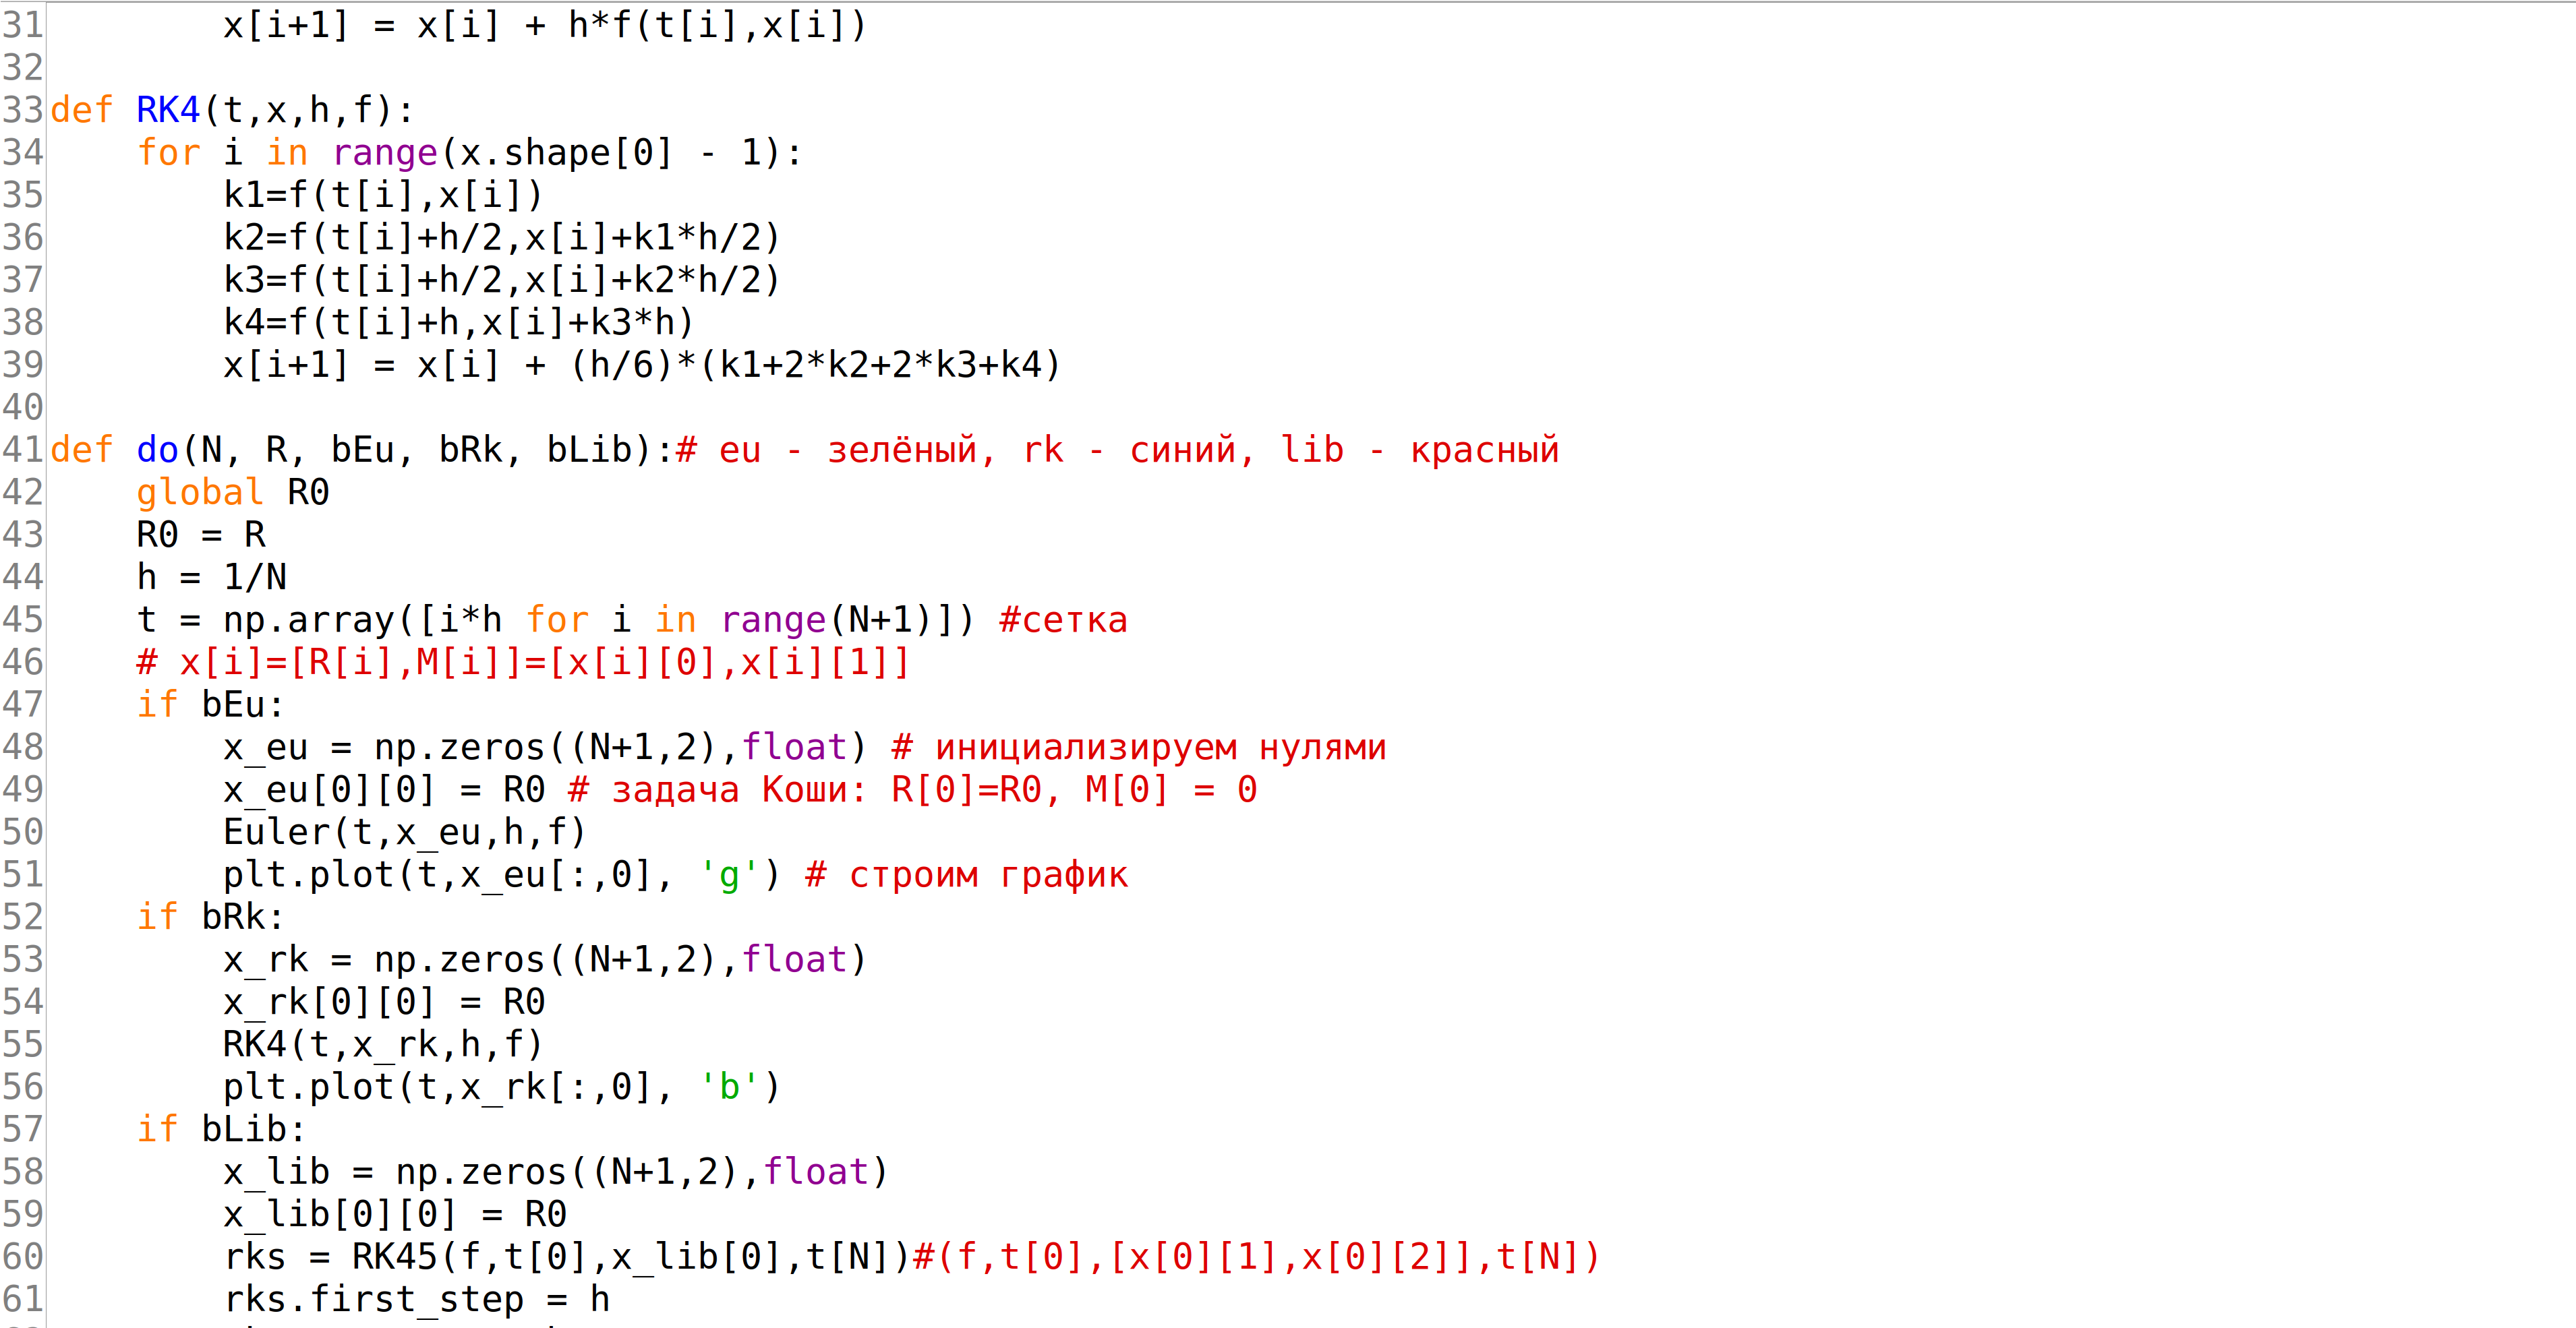 31        x[i+1] = x[i] + h*f(t[i],x[i])
32
33def RK4(t,x,h,f):
34    for i in range(x.shape[0] - 1):
35        k1=f(t[i],x[i])
36        k2=f(t[i]+h/2,x[i]+k1*h/2)
37        k3=f(t[i]+h/2,x[i]+k2*h/2)
38        k4=f(t[i]+h,x[i]+k3*h)
39        x[i+1] = x[i] + (h/6)*(k1+2*k2+2*k3+k4)
40
41def do(N, R, bEu, bRk, bLib):# eu - зелёный, rk - синий, lib - красный
42    global R0
43    R0 = R
44    h = 1/N
45    t = np.array([i*h for i in range(N+1)]) #сетка
46    # x[i]=[R[i],M[i]]=[x[i][0],x[i][1]]
47    if bEu:
48        x_eu = np.zeros((N+1,2),float) # инициализируем нулями
49        x_eu[0][0] = R0 # задача Коши: R[0]=R0, M[0] = 0
50        Euler(t,x_eu,h,f)
51        plt.plot(t,x_eu[:,0], 'g') # строим график
52    if bRk:
53        x_rk = np.zeros((N+1,2),float)
54        x_rk[0][0] = R0
55        RK4(t,x_rk,h,f)
56        plt.plot(t,x_rk[:,0], 'b')
57    if bLib:
58        x_lib = np.zeros((N+1,2),float)
59        x_lib[0][0] = R0
60        rks = RK45(f,t[0],x_lib[0],t[N])#(f,t[0],[x[0][1],x[0][2]],t[N])
61        rks.first_step = h